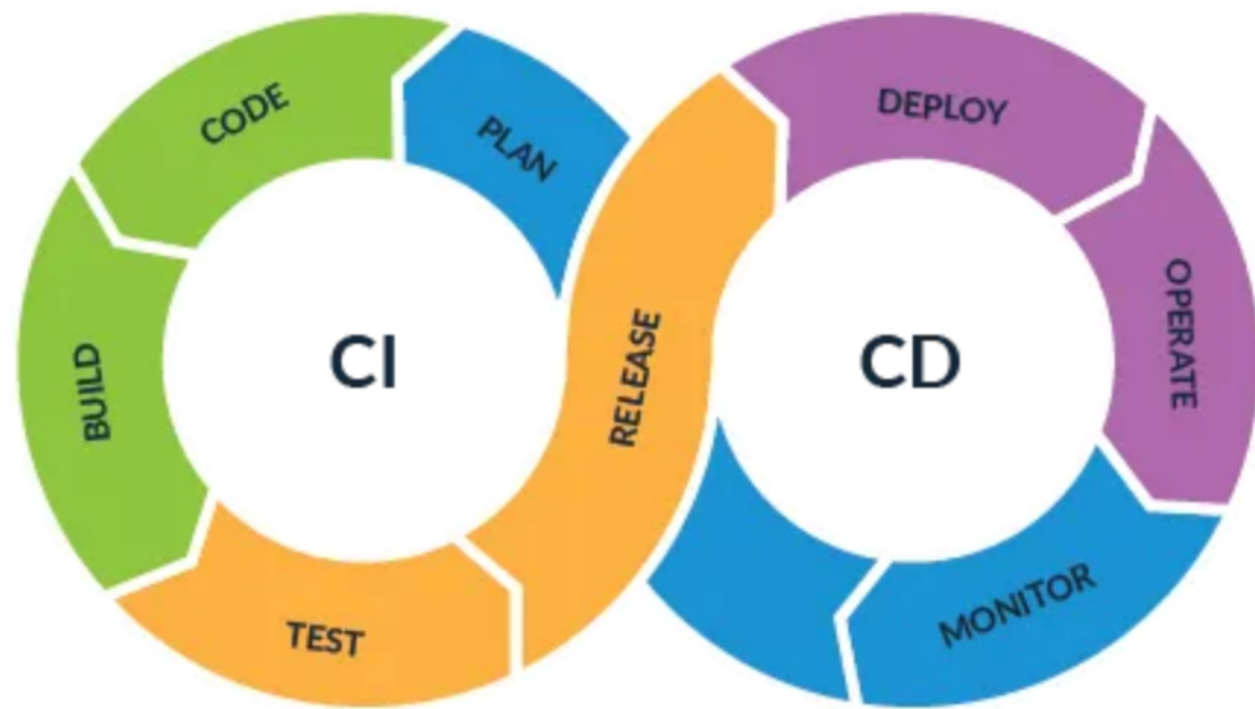 CODE
PLAN
BUILD
TEST
CI
RELEASE
DEPLOY
OPERATE
MONITOR
CD